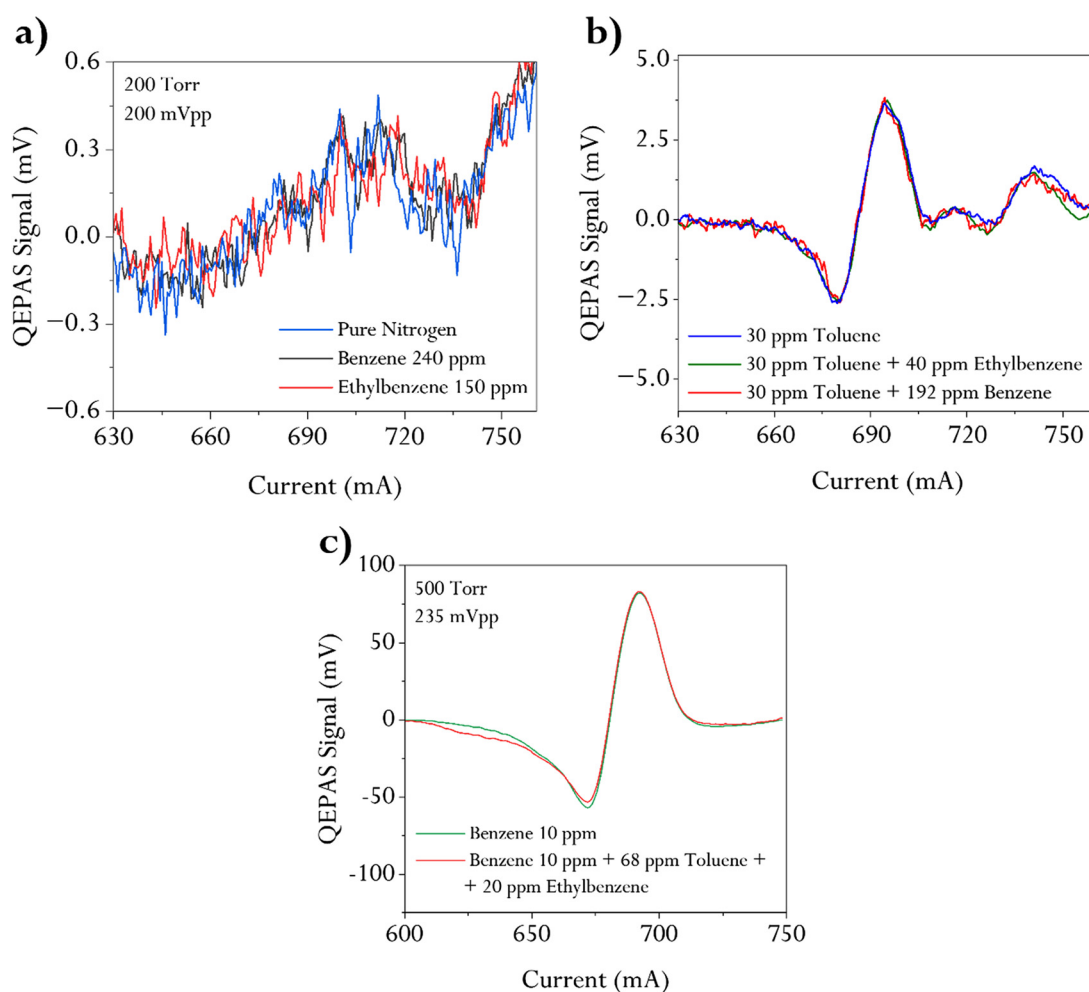 a)
200 Torr
200 mVpp
0.6
0.3
0.0
−0.3
−0.6
QEPAS Signal (mV)
Pure Nitrogen
Benzene 240 ppm
Ethylbenzene 150 ppm
630
660
690
720
750
Current (mA)
b)
5.0
2.5
0.0
−2.5
−5.0
QEPAS Signal (mV)
30 ppm Toluene
30 ppm Toluene + 40 ppm Ethylbenzene
30 ppm Toluene + 192 ppm Benzene
630
660
690
720
750
Current (mA)
c)
500 Torr
235 mVpp
100
50
0
-50
-100
QEPAS Signal (mV)
Benzene 10 ppm
Benzene 10 ppm + 68 ppm Toluene +
+ 20 ppm Ethylbenzene
600
650
700
750
Current (mA)